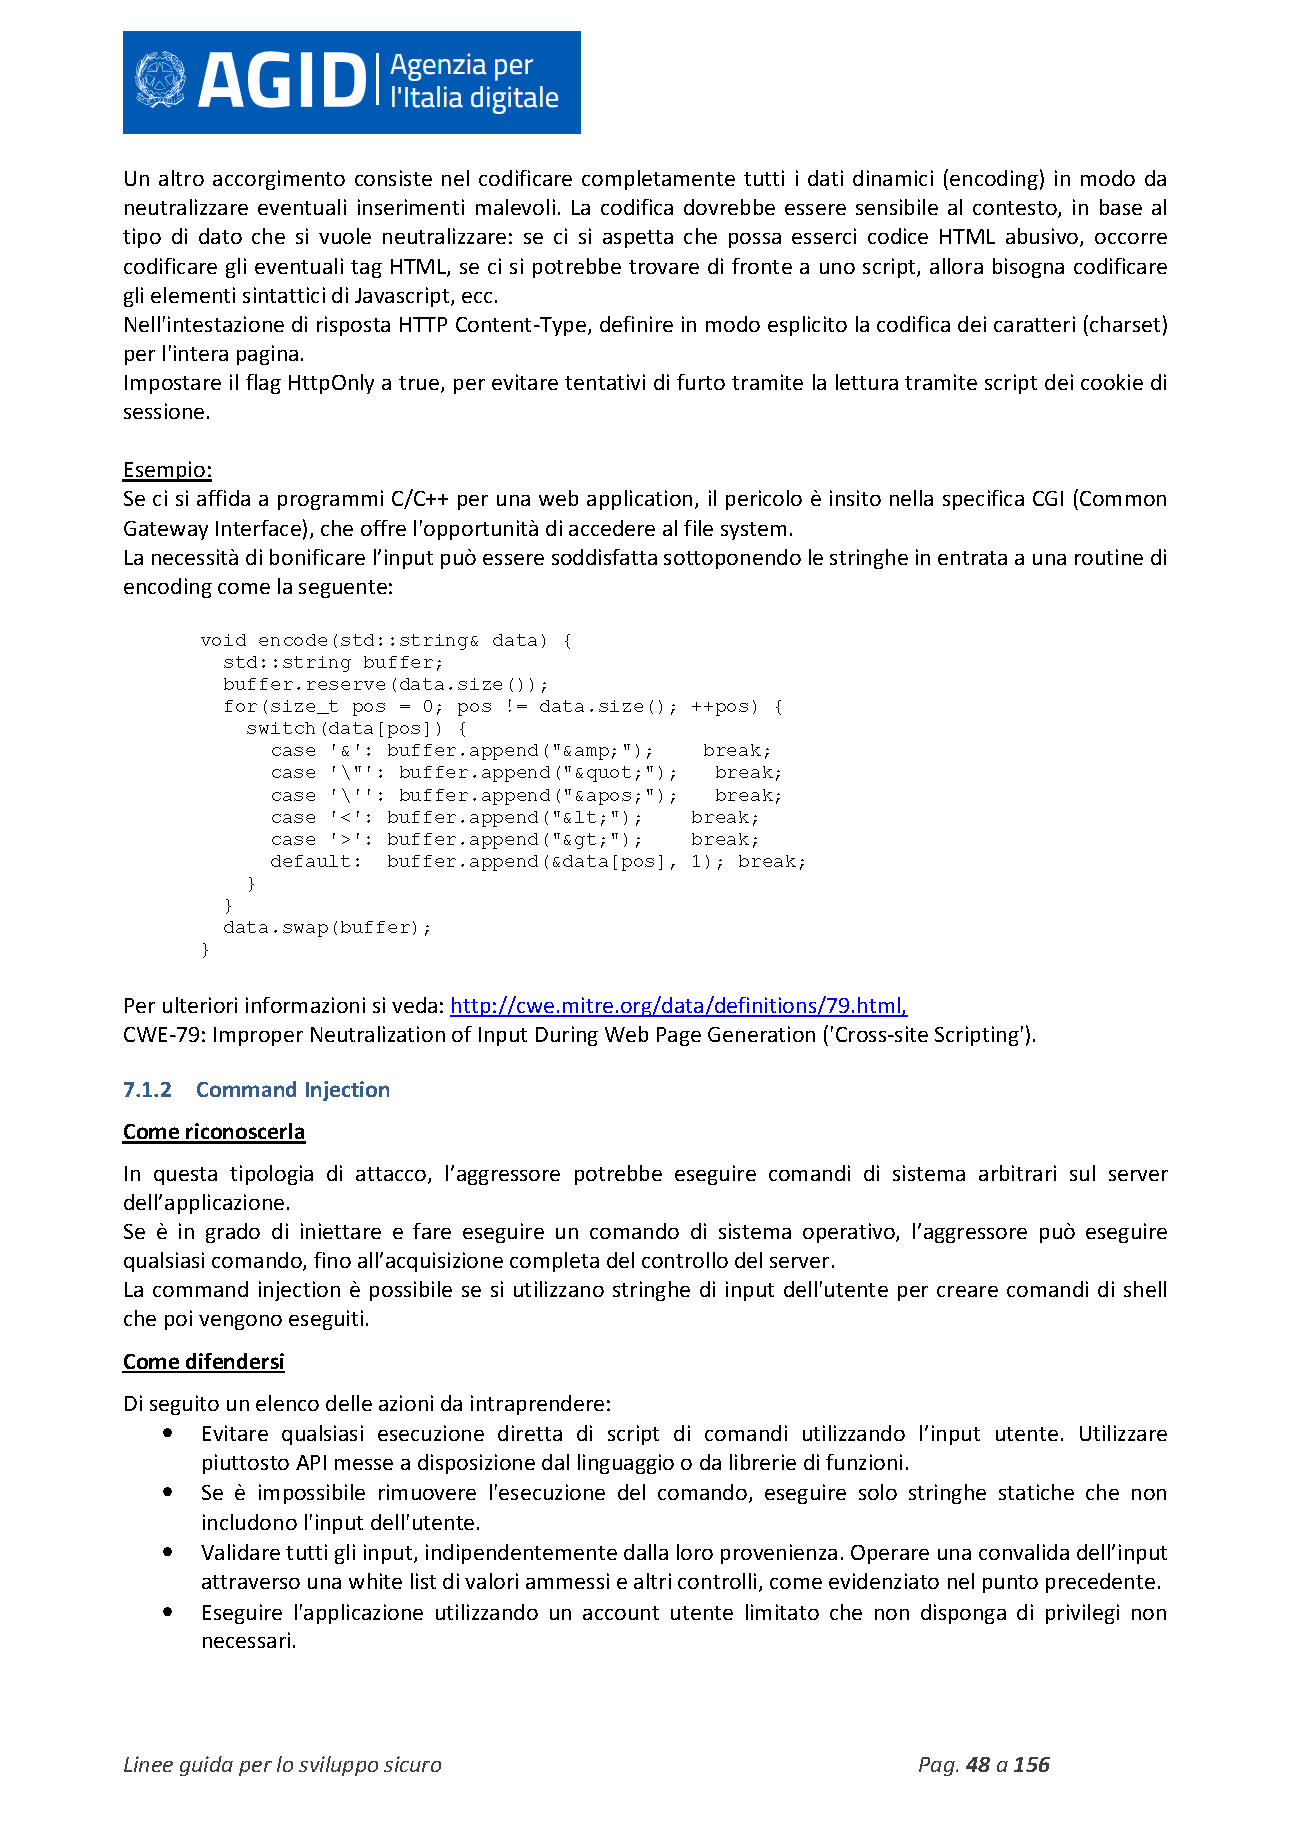 AGID Agenzia per
l'Italia digitale
Un altro accorgimento consiste nel codificare completamente tutti i dati dinamici (encoding) in modo da
neutralizzare eventuali inserimenti malevoli. La codifica dovrebbe essere sensibile al contesto, in base al
tipo di dato che si vuole neutralizzare: se ci si aspetta che possa esserci codice HTML abusivo, occorre
codificare gli eventuali tag HTML, se ci si potrebbe trovare di fronte a uno script, allora bisogna codificare
gli elementi sintattici di Javascript, ecc.
Nell'intestazione di risposta HTTP Content-Type, definire in modo esplicito la codifica dei caratteri (charset)
per l'intera pagina.
Impostare il flag HttpOnly a true, per evitare tentativi di furto tramite la lettura tramite script dei cookie di
sessione.
Esempio:
Se ci si affida a programmi C/C++ per una web application, il pericolo è insito nella specifica CGI (Common
Gateway Interface), che offre l'opportunità di accedere al file system.
La necessità di bonificare l’input può essere soddisfatta sottoponendo le stringhe in entrata a una routine di
encoding come la seguente:
void encode(std::string& data) {
  std::string buffer;
  buffer.reserve(data.size());
  for(size_t pos = 0; pos != data.size(); ++pos) {
    switch(data[pos]) {
      case '&': buffer.append("&amp;");    break;
      case '\"': buffer.append("&quot;");   break;
      case '\'': buffer.append("&apos;");   break;
      case '<': buffer.append("&lt;");    break;
      case '>': buffer.append("&gt;");    break;
      default:  buffer.append(&data[pos], 1); break;
    }
  }
  data.swap(buffer);
}
Per ulteriori informazioni si veda: http://cwe.mitre.org/data/definitions/79.html,
CWE-79: Improper Neutralization of Input During Web Page Generation ('Cross-site Scripting').
7.1.2 Command Injection
Come riconoscerla
In questa tipologia di attacco, l’aggressore potrebbe eseguire comandi di sistema arbitrari sul server
dell’applicazione.
Se è in grado di iniettare e fare eseguire un comando di sistema operativo, l’aggressore può eseguire
qualsiasi comando, fino all’acquisizione completa del controllo del server.
La command injection è possibile se si utilizzano stringhe di input dell'utente per creare comandi di shell
che poi vengono eseguiti.
Come difendersi
Di seguito un elenco delle azioni da intraprendere:
• Evitare qualsiasi esecuzione diretta di script di comandi utilizzando l’input utente. Utilizzare
piuttosto API messe a disposizione dal linguaggio o da librerie di funzioni.
• Se è impossibile rimuovere l'esecuzione del comando, eseguire solo stringhe statiche che non
includono l'input dell'utente.
• Validare tutti gli input, indipendentemente dalla loro provenienza. Operare una convalida dell’input
attraverso una white list di valori ammessi e altri controlli, come evidenziato nel punto precedente.
• Eseguire l'applicazione utilizzando un account utente limitato che non disponga di privilegi non
necessari.
Linee guida per lo sviluppo sicuro Pag. 48 a 156